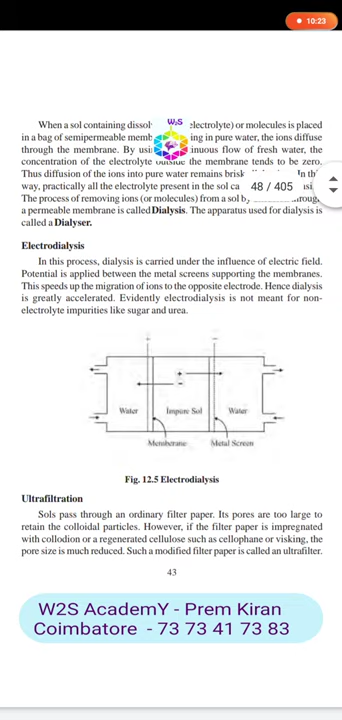 10:23
When a sol containing dissol W2S electrolyte) or molecules is placed
in a bag of semipermeable memb ing in pure water, the ions diffuse
through the membrane. By usi inuous flow of fresh water, the
concentration of the electrolyte outside the membrane tends to be zero.
Thus diffusion of the ions into pure water remains brisk In th
way, practically all the electrolyte present in the sol ca 48 / 405
The process of removing ions (or molecules) from a sol by
a permeable membrane is called Dialysis. The apparatus used for dialysis is
called a Dialyser.
Electrodialysis
In this process, dialysis is carried under the influence of electric field.
Potential is applied between the metal screens supporting the membranes.
This speeds up the migration of ions to the opposite electrode. Hence dialysis
is greatly accelerated. Evidently electrodialysis is not meant for non-
electrolyte impurities like sugar and urea.
Water Impure Sol Water
Memberane Metal Screen
Fig. 12.5 Electrodialysis
Ultrafiltration
Sols pass through an ordinary filter paper. Its pores are too large to
retain the colloidal particles. However, if the filter paper is impregnated
with collodion or a regenerated cellulose such as cellophane or visking, the
pore size is much reduced. Such a modified filter paper is called an ultrafilter.
43
W2S AcademY - Prem Kiran
Coimbatore - 73 73 41 73 83